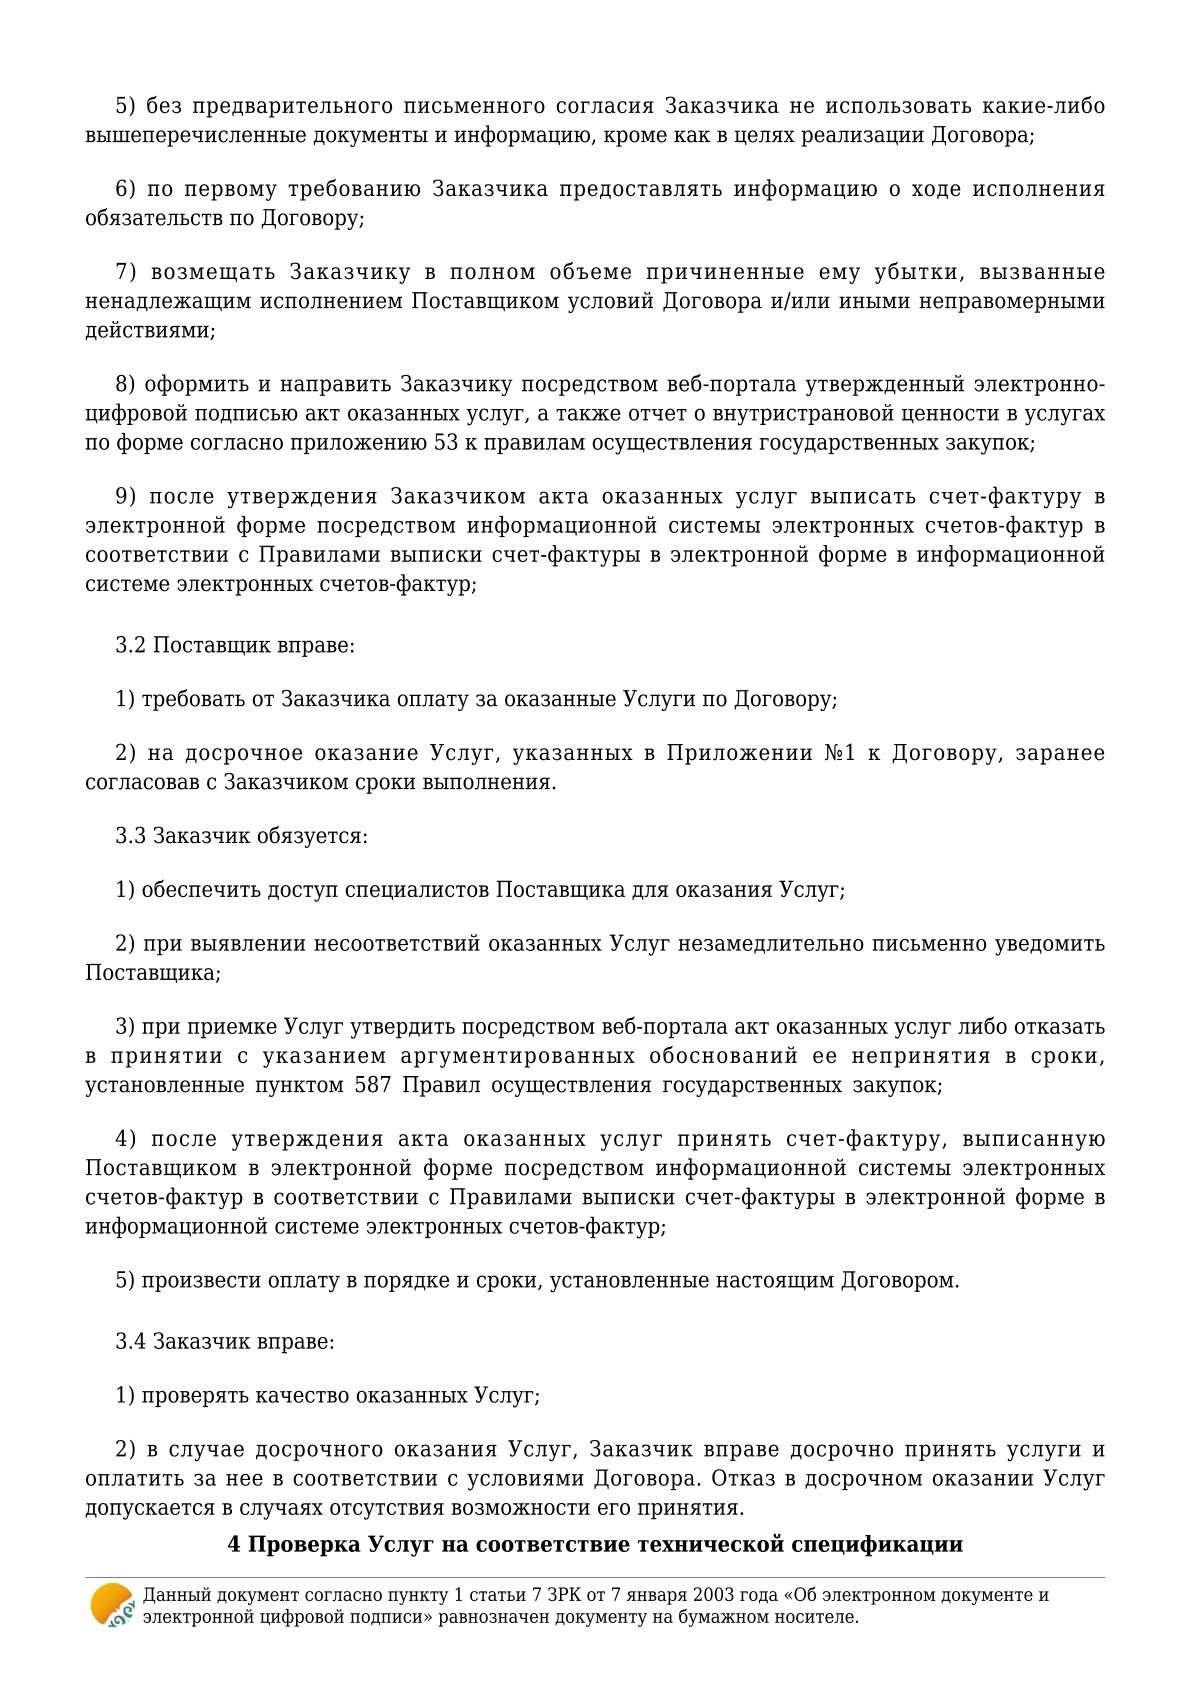 5) без предварительного письменного согласия Заказчика не использовать какие-либо
вышеперечисленные документы и информацию, кроме как в целях реализации Договора;
6) по первому требованию Заказчика предоставлять информацию о ходе исполнения
обязательств по Договору;
7) возмещать Заказчику в полном объеме причиненные ему убытки, вызванные
ненадлежащим исполнением Поставщиком условий Договора и/или иными неправомерными
действиями;
8) оформить и направить Заказчику посредством веб-портала утвержденный электронно-
цифровой подписью акт оказанных услуг, а также отчет о внутристрановой ценности в услугах
по форме согласно приложению 53 к правилам осуществления государственных закупок;
9) после утверждения Заказчиком акта оказанных услуг выписать счет-фактуру в
электронной форме посредством информационной системы электронных счетов-фактур в
соответствии с Правилами выписки счет-фактуры в электронной форме в информационной
системе электронных счетов-фактур;
3.2 Поставщик вправе:
1) требовать от Заказчика оплату за оказанные Услуги по Договору;
2) на досрочное оказание Услуг, указанных в Приложении №1 к Договору, заранее
согласовав с Заказчиком сроки выполнения.
3.3 Заказчик обязуется:
1) обеспечить доступ специалистов Поставщика для оказания Услуг;
2) при выявлении несоответствий оказанных Услуг незамедлительно письменно уведомить
Поставщика;
3) при приемке Услуг утвердить посредством веб-портала акт оказанных услуг либо отказать
в принятии с указанием аргументированных обоснований ее непринятия в сроки,
установленные пунктом 587 Правил осуществления государственных закупок;
4) после утверждения акта оказанных услуг принять счет-фактуру, выписанную
Поставщиком в электронной форме посредством информационной системы электронных
счетов-фактур в соответствии с Правилами выписки счет-фактуры в электронной форме в
информационной системе электронных счетов-фактур;
5) произвести оплату в порядке и сроки, установленные настоящим Договором.
3.4 Заказчик вправе:
1) проверять качество оказанных Услуг;
2) в случае досрочного оказания Услуг, Заказчик вправе досрочно принять услуги и
оплатить за нее в соответствии с условиями Договора. Отказ в досрочном оказании Услуг
допускается в случаях отсутствия возможности его принятия.
4 Проверка Услуг на соответствие технической спецификации
Данный документ согласно пункту 1 статьи 7 ЗРК от 7 января 2003 года «Об электронном документе и
электронной цифровой подписи» равнозначен документу на бумажном носителе.